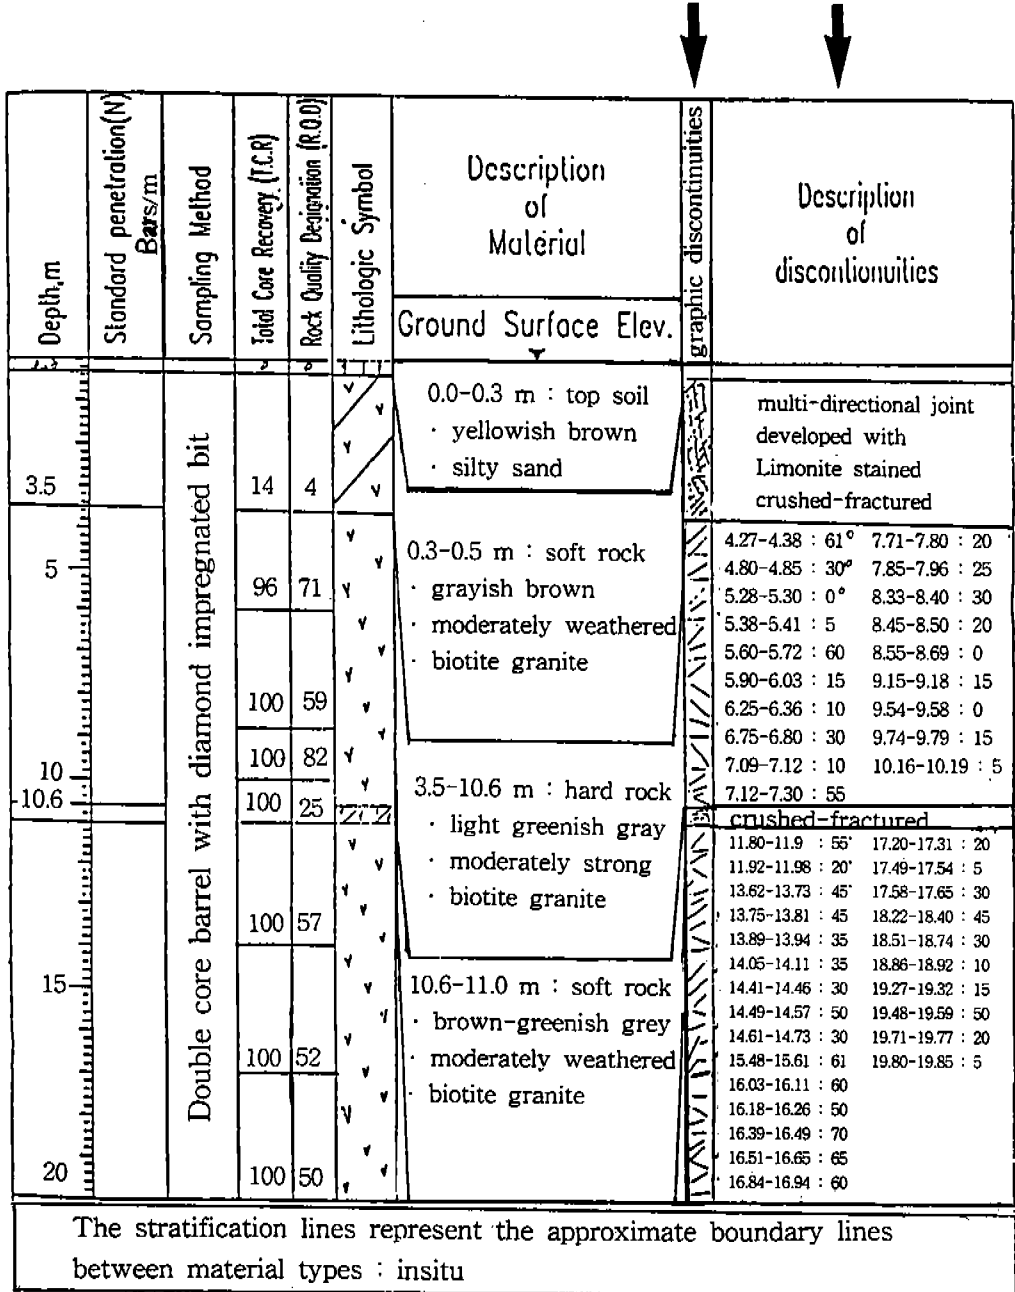 Depth,m
Standard penetration(N)
Bars/m
Sampling Method
Total Core Recovery (T.C.R)
Rock Quality Designation (R.Q.D)
Lithologic Symbol
Description
of
Material
Ground Surface Elev.
graphic discontinuities
Description
of
discontionuities
3.5
5
10
10.6
15
20
Double core barrel with diamond impregnated bit
14 4
96 71
100 59
100 82
100 25
100 57
100 52
100 50
0.0-0.3 m : top soil
· yellowish brown
· silty sand
0.3-0.5 m : soft rock
· grayish brown
· moderately weathered
· biotite granite
3.5-10.6 m : hard rock
· light greenish gray
· moderately strong
· biotite granite
10.6-11.0 m : soft rock
· brown-greenish grey
· moderately weathered
· biotite granite
multi-directional joint
developed with
Limonite stained
crushed-fractured
4.27-4.38 : 61° 7.71-7.80 : 20
4.80-4.85 : 30° 7.85-7.96 : 25
5.28-5.30 : 0° 8.33-8.40 : 30
5.38-5.41 : 5 8.45-8.50 : 20
5.60-5.72 : 60 8.55-8.69 : 0
5.90-6.03 : 15 9.15-9.18 : 15
6.25-6.36 : 10 9.54-9.58 : 0
6.75-6.80 : 30 9.74-9.79 : 15
7.09-7.12 : 10 10.16-10.19 : 5
7.12-7.30 : 55
crushed-fractured
11.80-11.9 : 55° 17.20-17.31 : 20
11.92-11.98 : 20° 17.49-17.54 : 5
13.62-13.73 : 45° 17.58-17.65 : 30
13.75-13.81 : 45 18.22-18.40 : 45
13.89-13.94 : 35 18.51-18.74 : 30
14.05-14.11 : 35 18.86-18.92 : 10
14.41-14.46 : 30 19.27-19.32 : 15
14.49-14.57 : 50 19.48-19.59 : 50
14.61-14.73 : 30 19.71-19.77 : 20
15.48-15.61 : 61 19.80-19.85 : 5
16.03-16.11 : 60
16.18-16.26 : 50
16.39-16.49 : 70
16.51-16.65 : 65
16.84-16.94 : 60
The stratification lines represent the approximate boundary lines
between material types : insitu